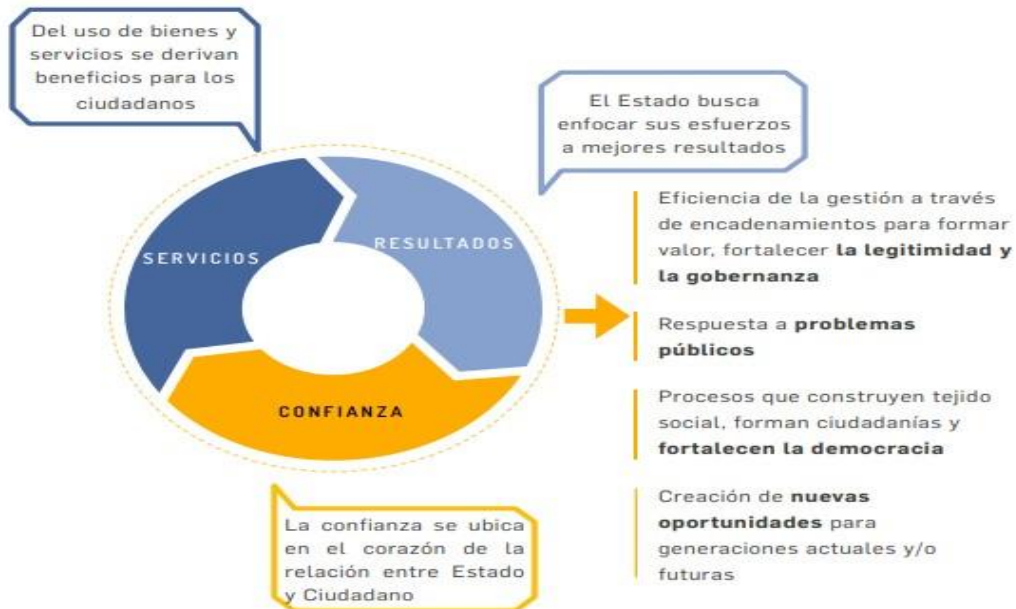 Del uso de bienes y
servicios se derivan
beneficios para los
ciudadanos
El Estado busca
enfocar sus esfuerzos
a mejores resultados
SERVICIOS
RESULTADOS
CONFIANZA
La confianza se ubica
en el corazón de la
relación entre Estado
y Ciudadano
Eficiencia de la gestión a través
de encadenamientos para formar
valor, fortalecer la legitimidad y
la gobernanza
Respuesta a problemas
públicos
Procesos que construyen tejido
social, forman ciudadanías y
fortalecen la democracia
Creación de nuevas
oportunidades para
generaciones actuales y/o
futuras